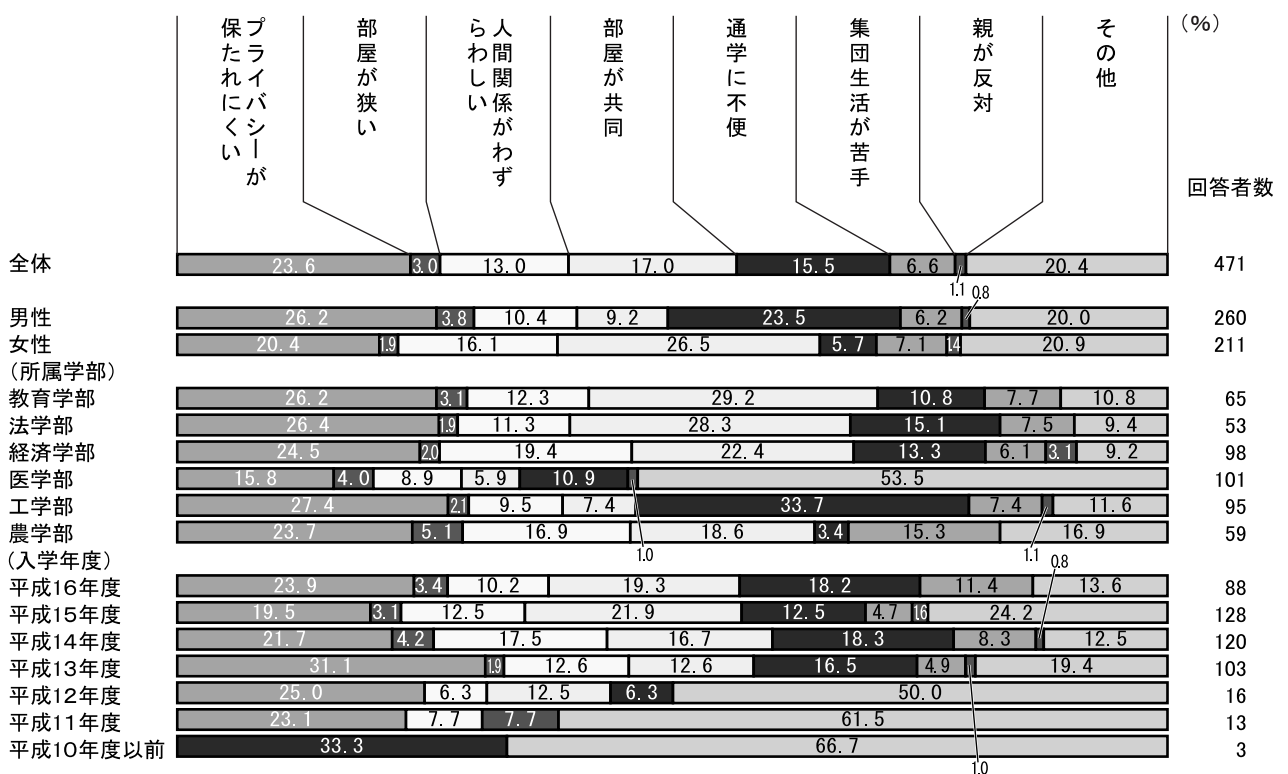 プライバシーが
保たれにくい
部屋が狭い
人間関係がわず
らわしい
部屋が共同
通学に不便
集団生活が苦手
親が反対
その他
(%)
回答者数
全体 23.6 3.0 13.0 17.0 15.5 6.6 1.1 20.4 471
男性 26.2 3.8 10.4 9.2 23.5 6.2 0.8 20.0 260
女性 20.4 1.9 16.1 26.5 5.7 7.1 1.4 20.9 211
(所属学部)
教育学部 26.2 3.1 12.3 29.2 10.8 7.7 10.8 65
法学部 26.4 1.9 11.3 28.3 15.1 7.5 9.4 53
経済学部 24.5 2.0 19.4 22.4 13.3 6.1 3.1 9.2 98
医学部 15.8 4.0 8.9 5.9 10.9 1.0 53.5 101
工学部 27.4 2.1 9.5 7.4 33.7 7.4 1.1 11.6 95
農学部 23.7 5.1 16.9 18.6 3.4 15.3 16.9 59
(入学年度)
平成16年度 23.9 3.4 10.2 19.3 18.2 11.4 13.6 88
平成15年度 19.5 3.1 12.5 21.9 12.5 4.7 1.6 24.2 128
平成14年度 21.7 4.2 17.5 16.7 18.3 8.3 0.8 12.5 120
平成13年度 31.1 1.9 12.6 12.6 16.5 4.9 1.0 19.4 103
平成12年度 25.0 6.3 12.5 6.3 50.0 16
平成11年度 23.1 7.7 7.7 61.5 13
平成10年度以前 33.3 66.7 3